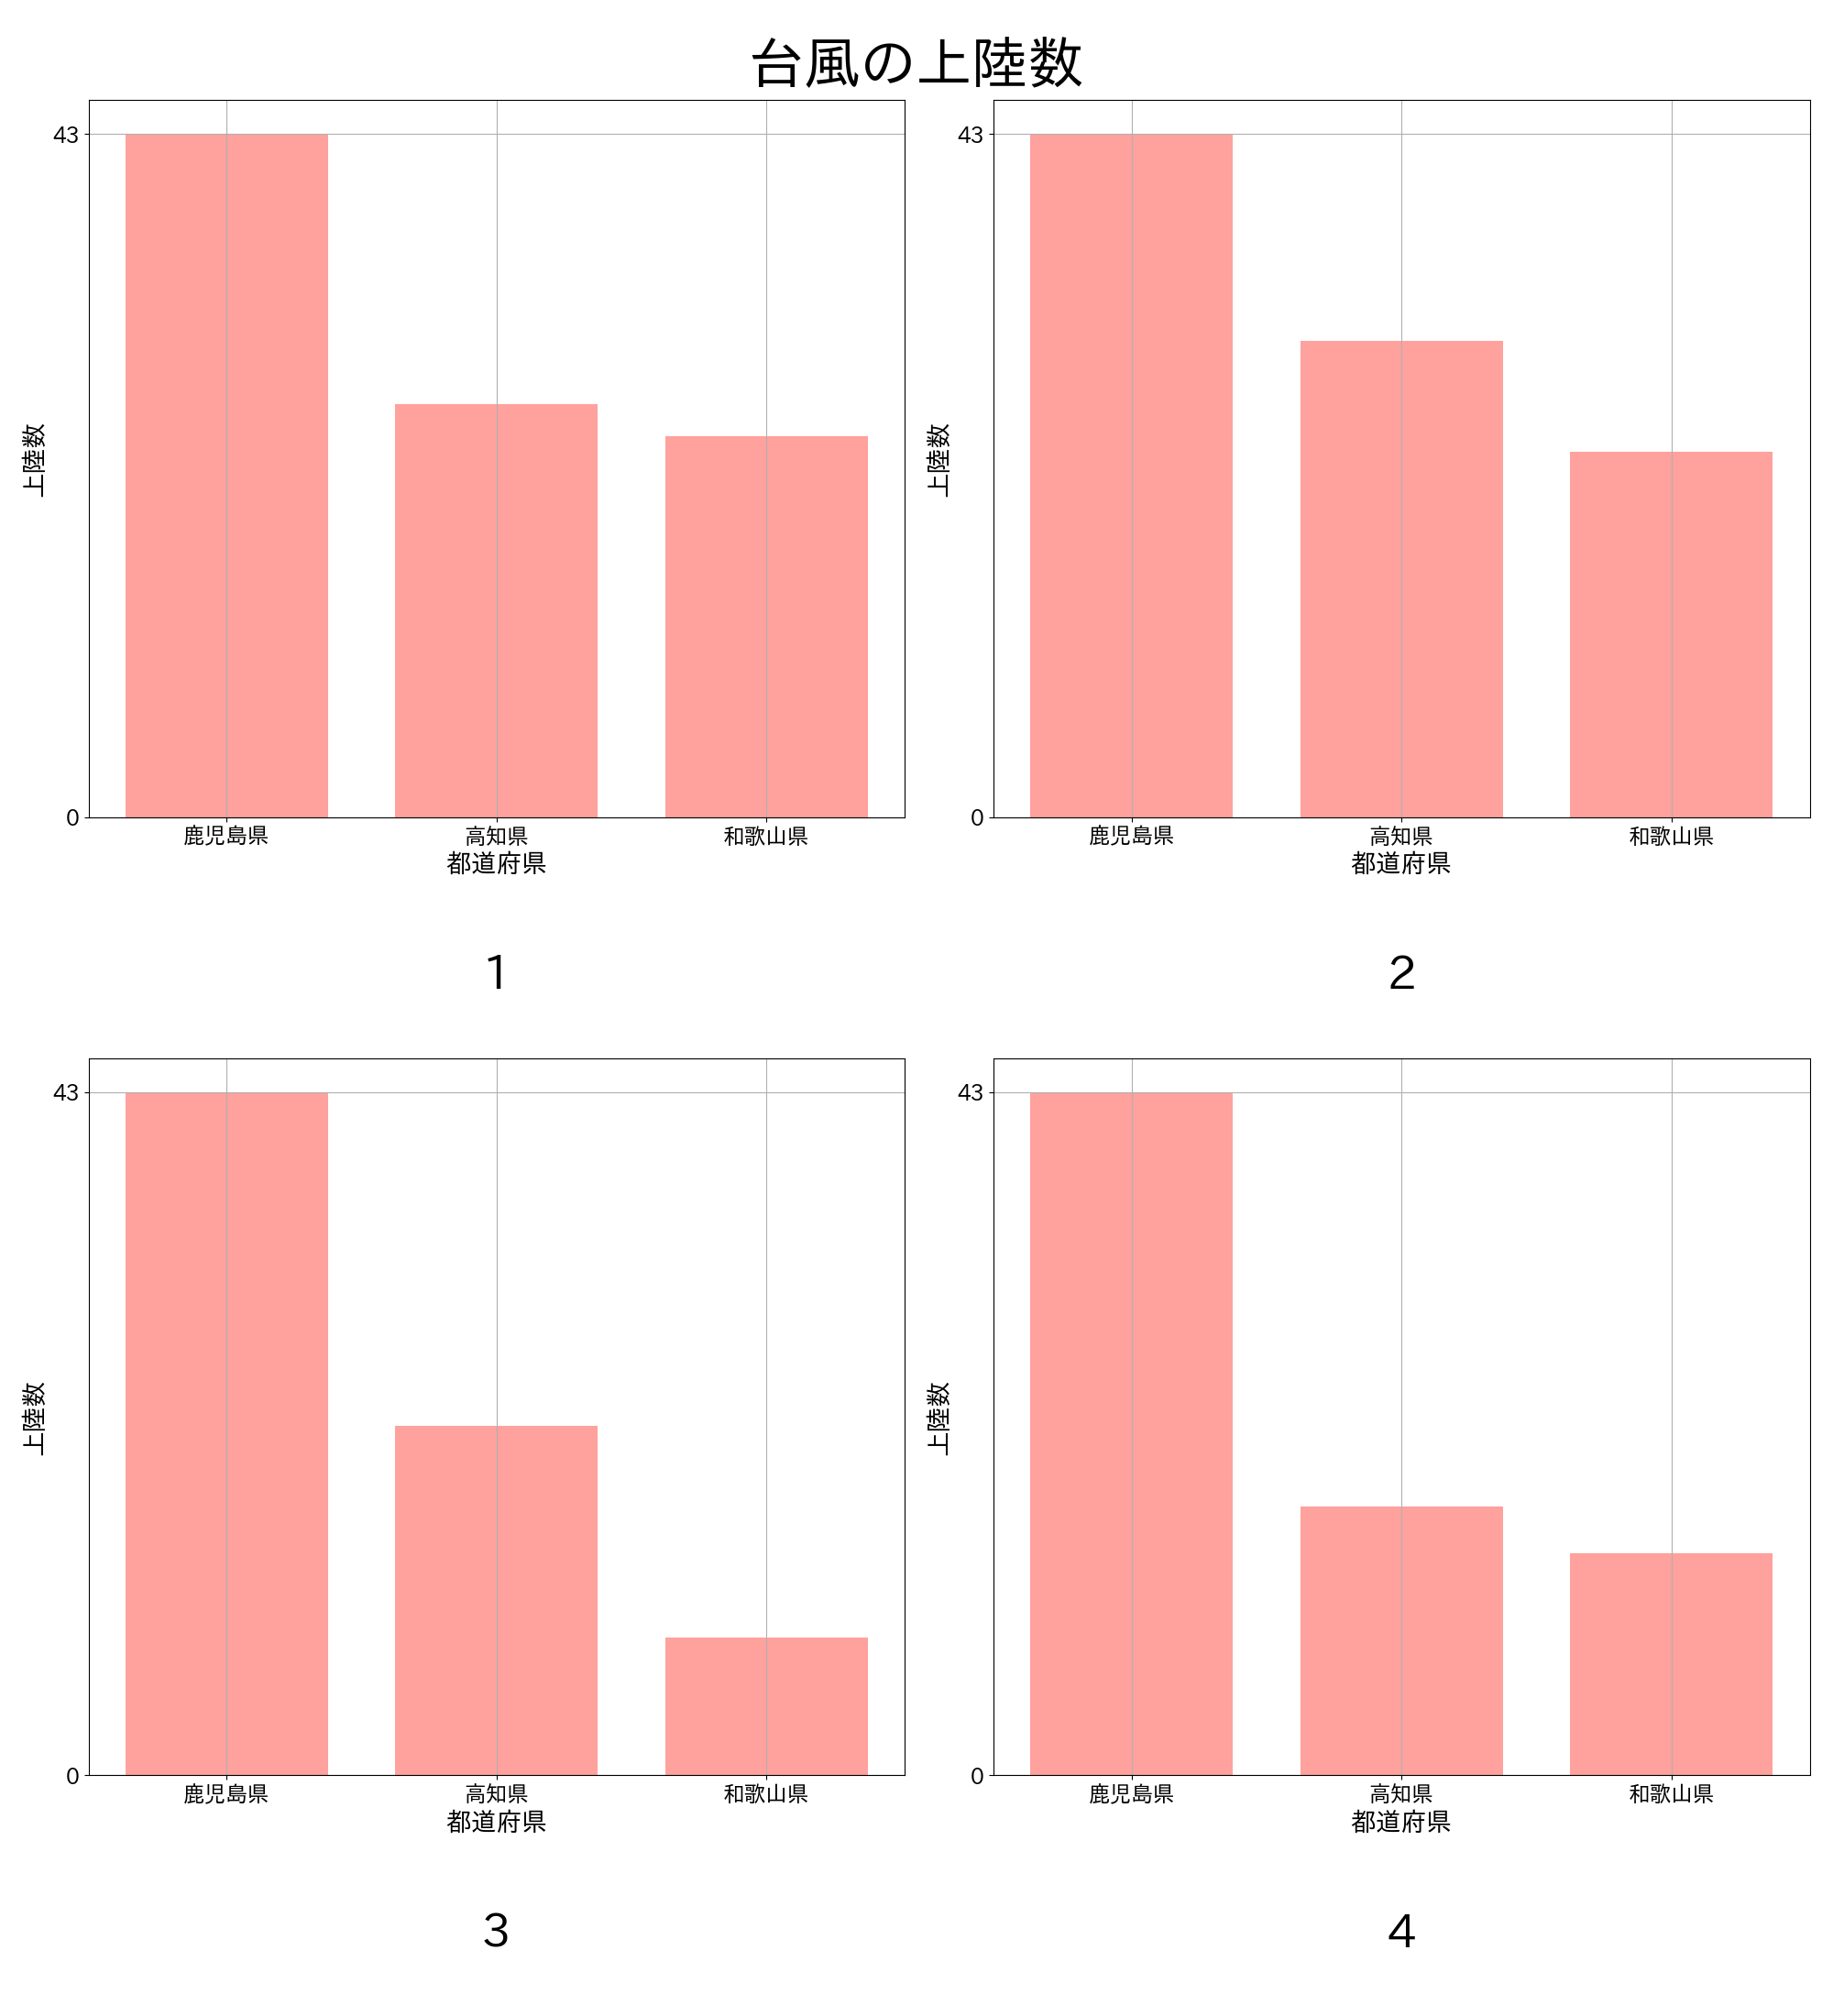 台風の上陸数
43
0
上陸数
鹿児島県 高知県 和歌山県
都道府県
1
43
0
上陸数
鹿児島県 高知県 和歌山県
都道府県
2
43
0
上陸数
鹿児島県 高知県 和歌山県
都道府県
3
43
0
上陸数
鹿児島県 高知県 和歌山県
都道府県
4